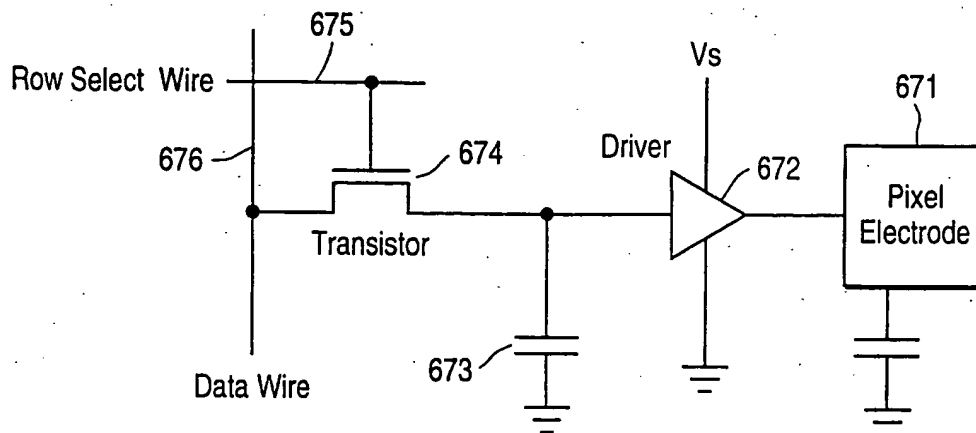 675
Row Select Wire
676
674
Transistor
Data Wire
673
Vs
Driver
672
671
Pixel
Electrode